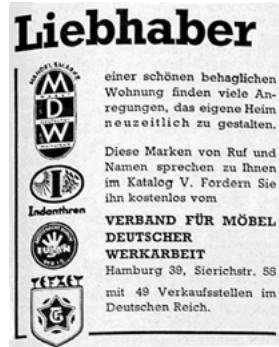 Liebhaber
einer schönen behaglichen
Wohnung finden viele An-
regungen, das eigene Heim
neuzeitlich zu gestalten.
MDW
Diese Marken von Ruf und
Namen sprechen zu Ihnen
im Katalog V. Fordern Sie
ihn kostenlos vom
Indanthren
VERBAND FÜR MÖBEL
DEUTSCHER
WERKARBEIT
Hamburg 39, Sierichstr. 58
mit 49 Verkaufsstellen im
Deutschen Reich.